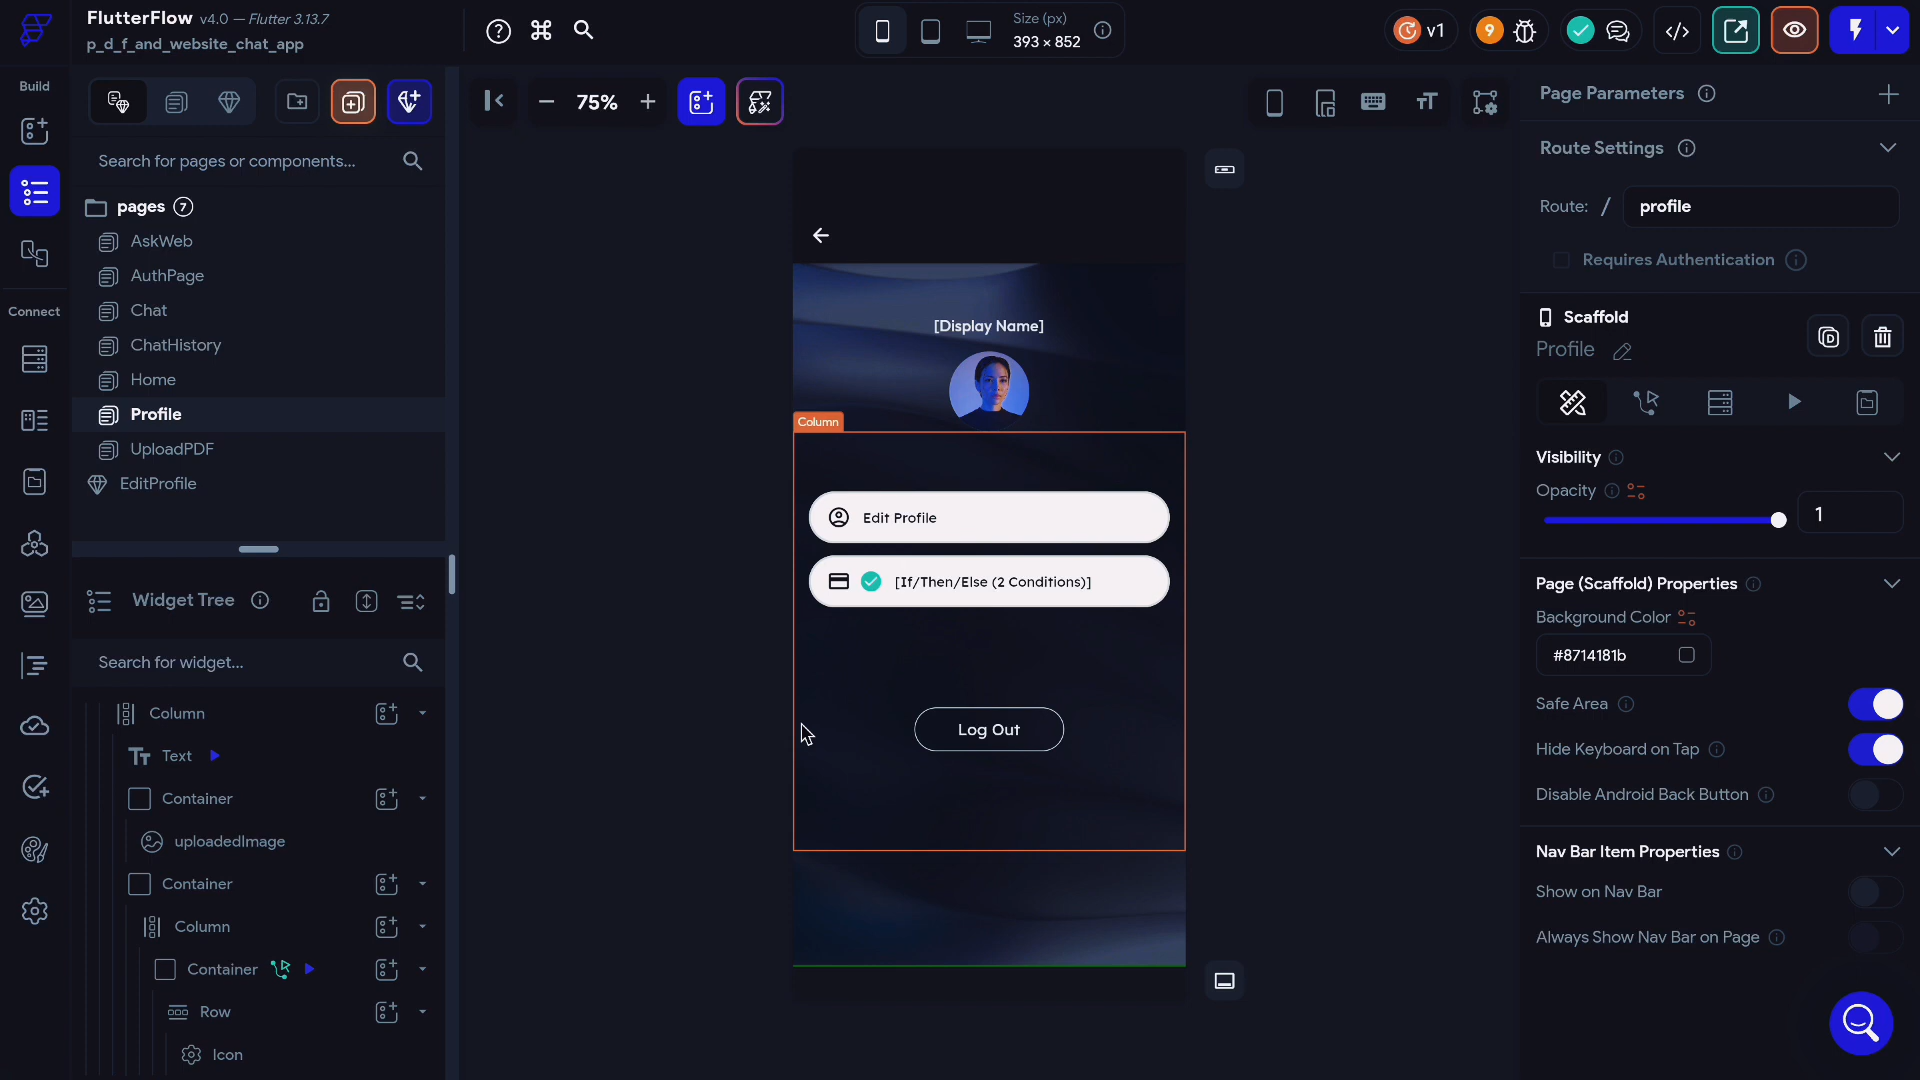 FlutterFlow v4.0 — Flutter 3.13.7
p_d_f_and_website_chat_app
Size (px)
393 × 852
v1
9
Build
Connect
Search for pages or components...
pages 7
AskWeb
AuthPage
Chat
ChatHistory
Home
Profile
UploadPDF
EditProfile
Widget Tree
Search for widget...
Column
Text
Container
uploadedImage
Container
Column
Container
Row
Icon
75%
[Display Name]
Column
Edit Profile
[If/Then/Else (2 Conditions)]
Log Out
Page Parameters
Route Settings
Route: / profile
Requires Authentication
Scaffold
Profile
Visibility
Opacity
1
Page (Scaffold) Properties
Background Color
#8714181b
Safe Area
Hide Keyboard on Tap
Disable Android Back Button
Nav Bar Item Properties
Show on Nav Bar
Always Show Nav Bar on Page